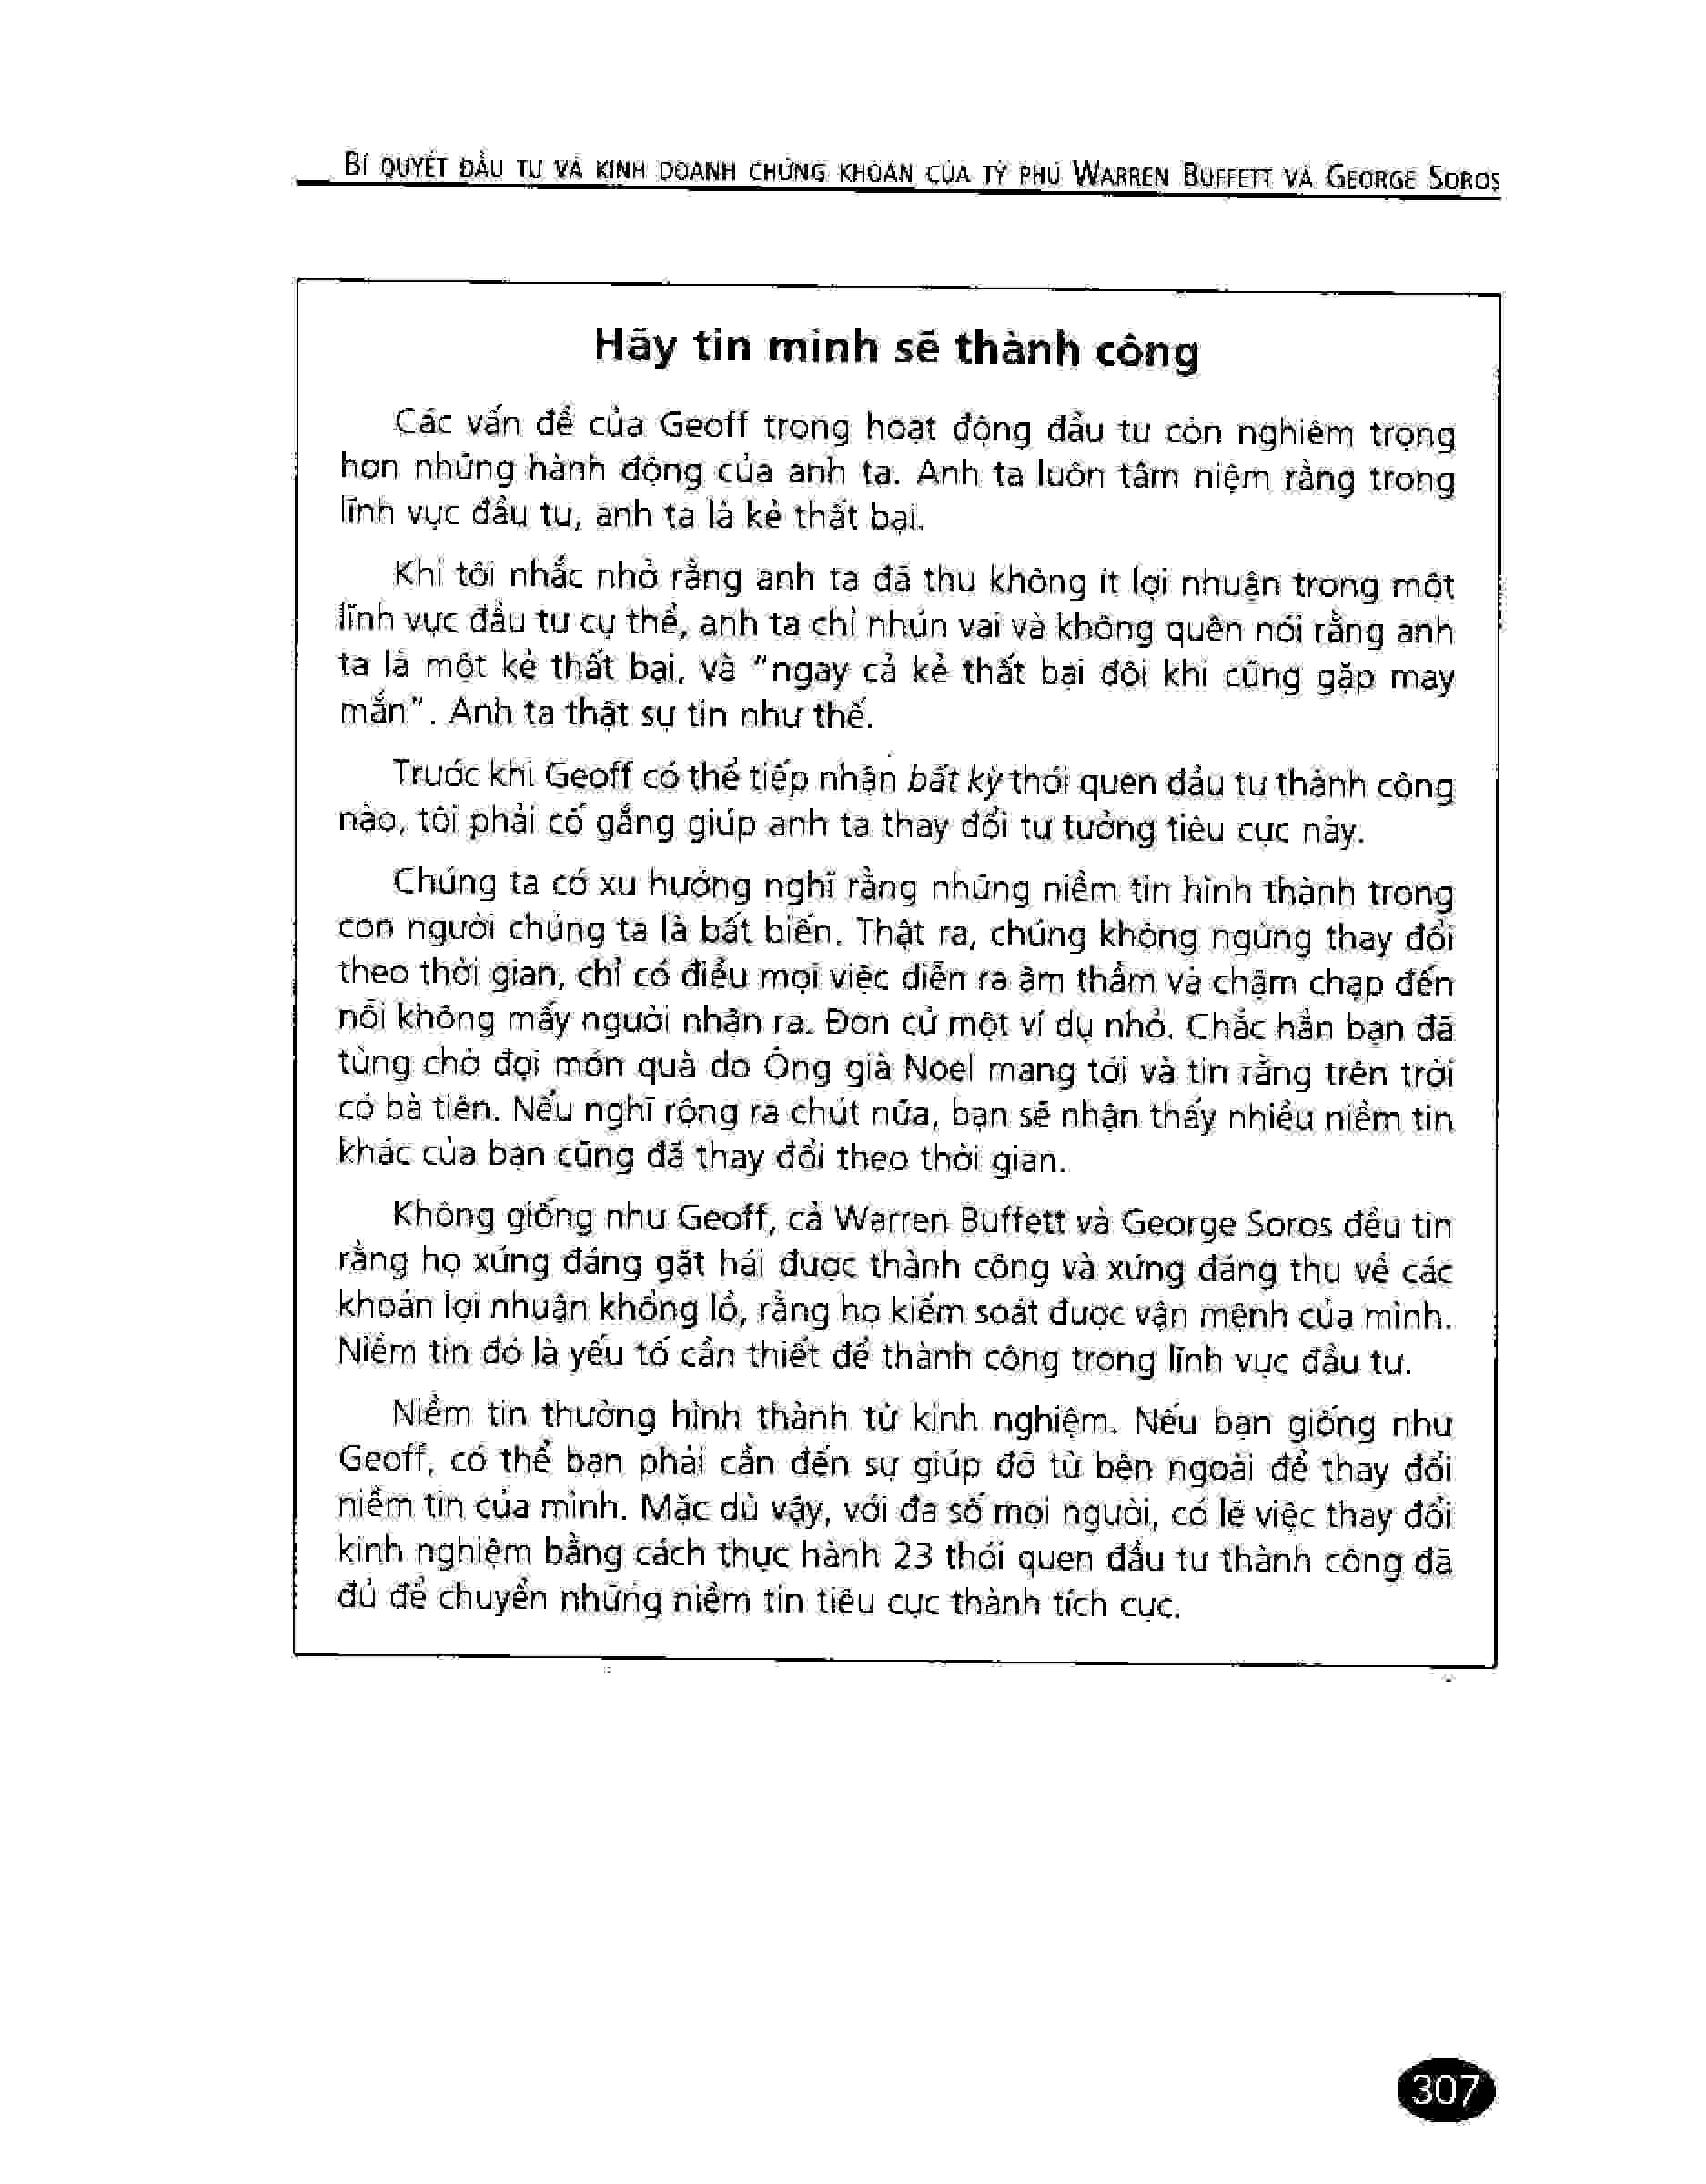 BÍ QUYẾT ĐẦU TƯ VÀ KINH DOANH CHỨNG KHOÁN CỦA TỶ PHÚ WARREN BUFFETT VÀ GEORGE SOROS
Hãy tin mình sẽ thành công
Các vấn đề của Geoff trong hoạt động đầu tư còn nghiêm trọng
hơn những hành động của anh ta. Anh ta luôn tâm niệm rằng trong
lĩnh vực đầu tư, anh ta là kẻ thất bại.
Khi tôi nhắc nhở rằng anh ta đã thu không ít lợi nhuận trong một
lĩnh vực đầu tư cụ thể, anh ta chỉ nhún vai và không quên nói rằng anh
ta là một kẻ thất bại, và "ngay cả kẻ thất bại đôi khi cũng gặp may
mắn". Anh ta thật sự tin như thế.
Trước khi Geoff có thể tiếp nhận bất kỳ thói quen đầu tư thành công
nào, tôi phải cố gắng giúp anh ta thay đổi tư tưởng tiêu cực này.
Chúng ta có xu hướng nghĩ rằng những niềm tin hình thành trong
con người chúng ta là bất biến. Thật ra, chúng không ngừng thay đổi
theo thời gian, chỉ có điều mọi việc diễn ra âm thầm và chậm chạp đến
nỗi không mấy người nhận ra. Đơn cử một ví dụ nhỏ. Chắc hẳn bạn đã
từng chờ đợi món quà do Ông già Noel mang tới và tin rằng trên trời
có bà tiên. Nếu nghĩ rộng ra chút nữa, bạn sẽ nhận thấy nhiều niềm tin
khác của bạn cũng đã thay đổi theo thời gian.
Không giống như Geoff, cả Warren Buffett và George Soros đều tin
rằng họ xứng đáng gặt hái được thành công và xứng đáng thu về các
khoản lợi nhuận khổng lồ, rằng họ kiểm soát được vận mệnh của mình.
Niềm tin đó là yếu tố cần thiết để thành công trong lĩnh vực đầu tư.
Niềm tin thường hình thành từ kinh nghiệm. Nếu bạn giống như
Geoff, có thể bạn phải cần đến sự giúp đỡ từ bên ngoài để thay đổi
niềm tin của mình. Mặc dù vậy, với đa số mọi người, có lẽ việc thay đổi
kinh nghiệm bằng cách thực hành 23 thói quen đầu tư thành công đã
đủ để chuyển những niềm tin tiêu cực thành tích cực.
307